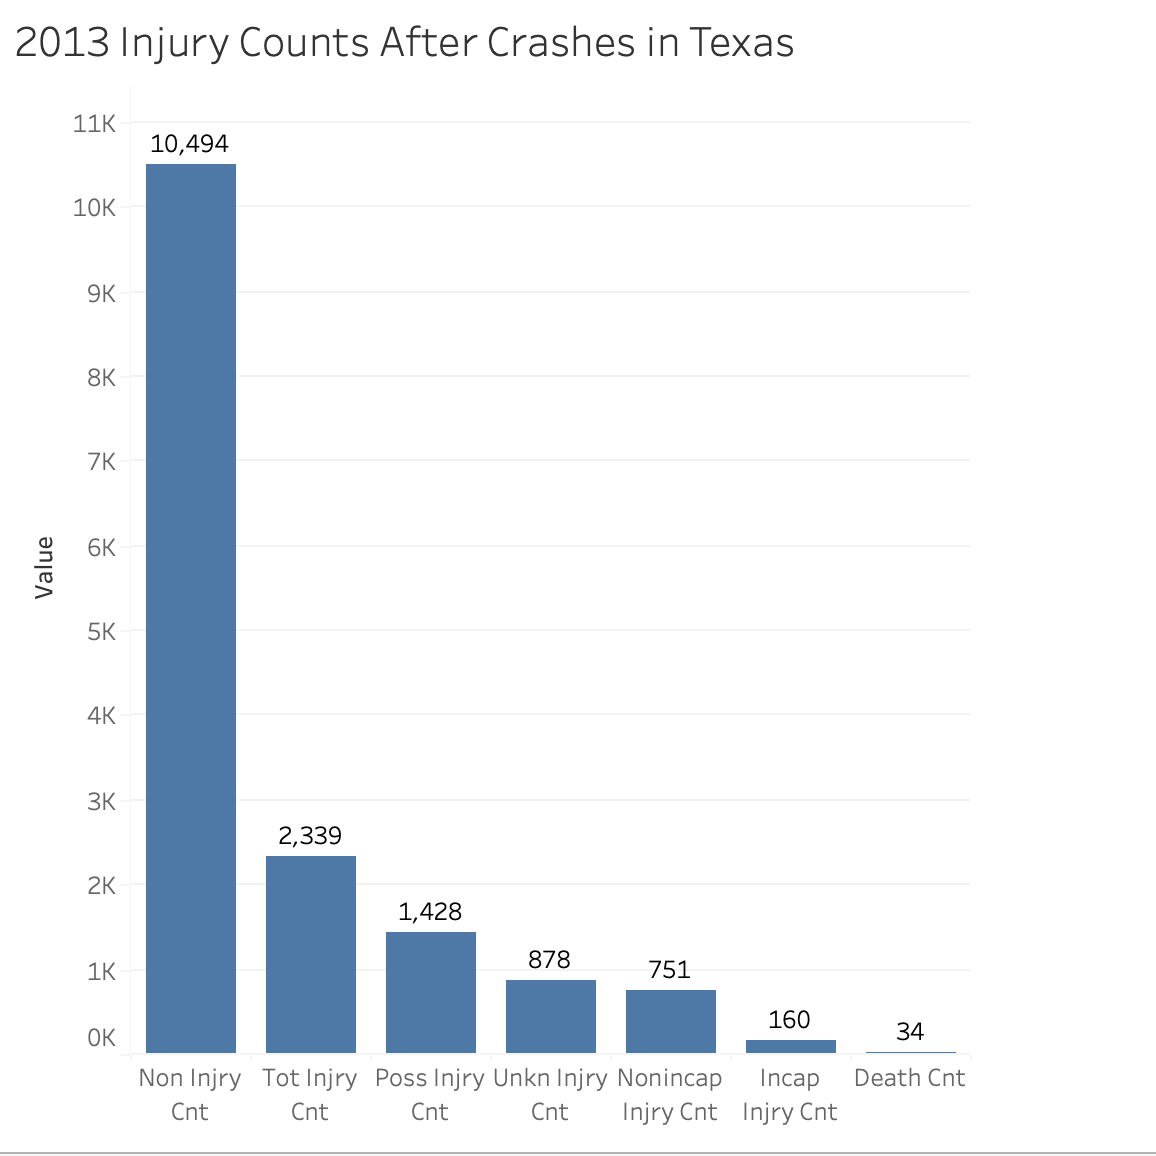 2013 Injury Counts After Crashes in Texas
11K
10K
9K
8K
7K
6K
5K
4K
3K
2K
1K
0K
Value
10,494
2,339
1,428
878
751
160
34
Non Injry Cnt
Tot Injry Cnt
Poss Injry Cnt
Unkn Injry Cnt
Nonincap Injry Cnt
Incap Injry Cnt
Death Cnt